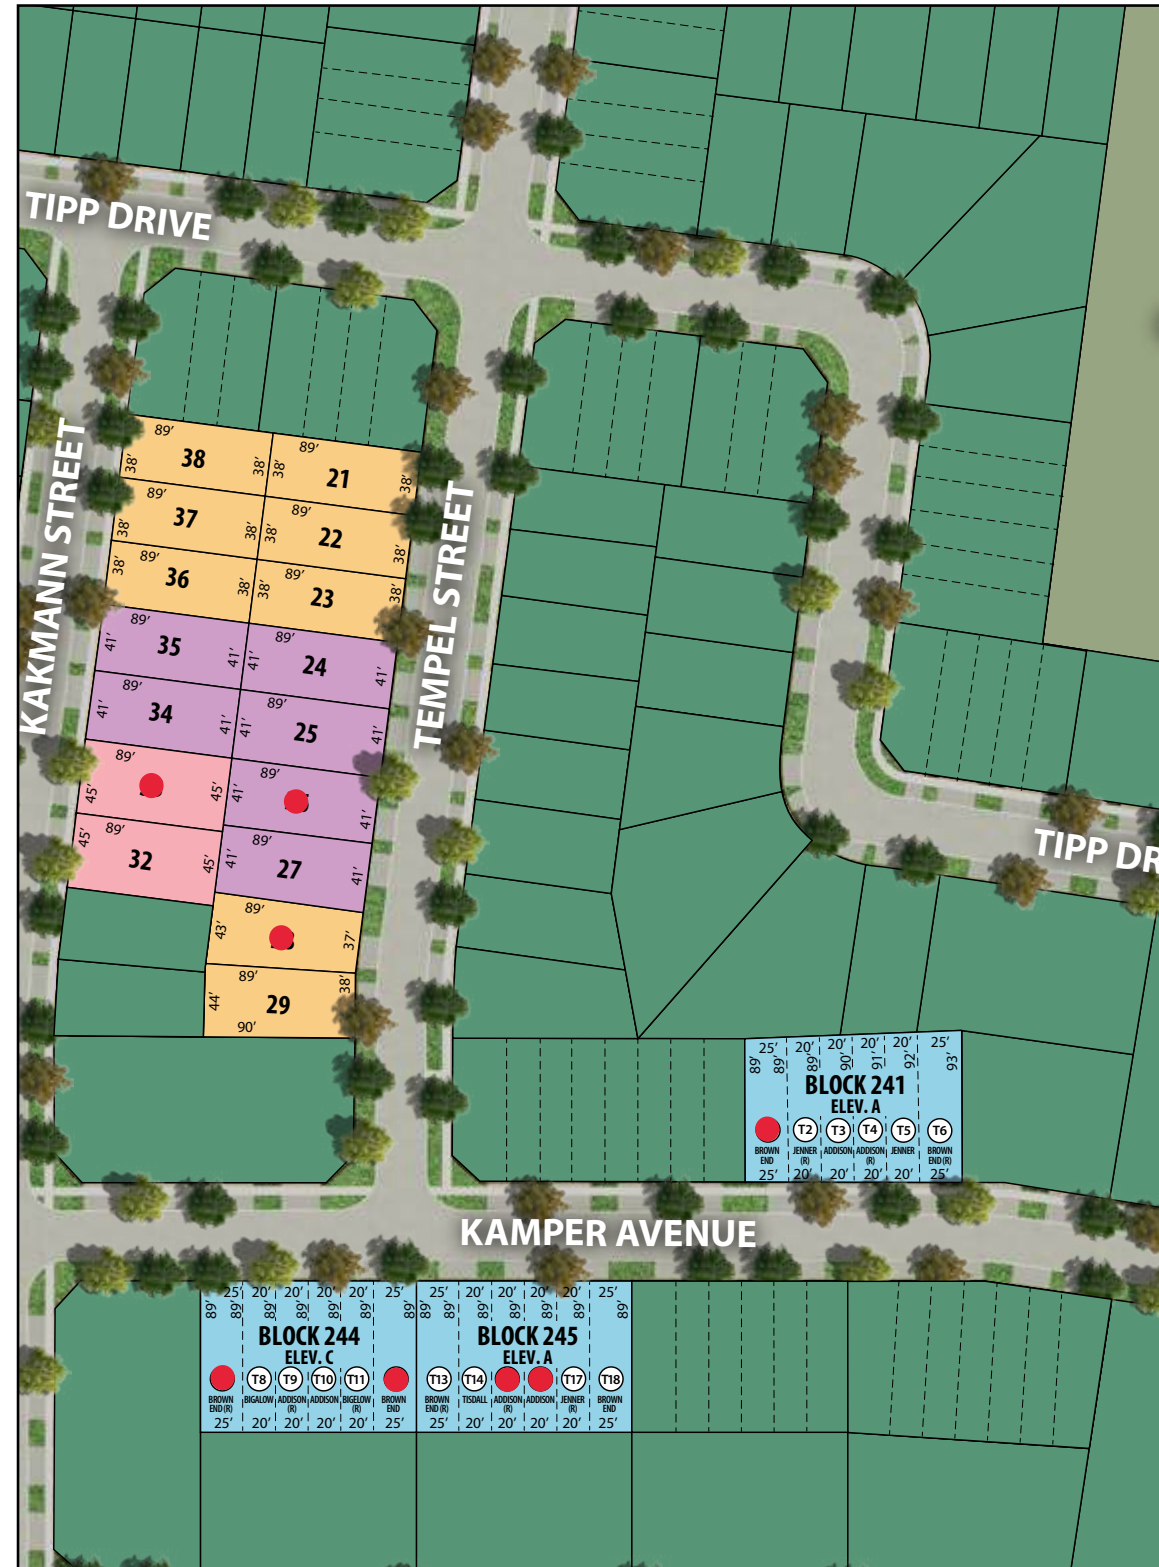 TIPP DRIVE
KAKMANN STREET
TEMPEL STREET
89’
38’
38
38’
89’
38’
21
38’
89’
38’
37
38’
89’
38’
22
38’
89’
38’
36
38’
89’
38’
23
38’
89’
41’
35
41’
89’
41’
24
41’
89’
41’
34
41’
89’
41’
25
41’
89’
45’
45’
89’
41’
41’
89’
45’
32
45’
89’
41’
27
41’
89’
43’
37’
89’
44’
29
38’
90’
TIPP DR
25’ 20’ 20’ 20’ 20’ 25’
89’ 89’ 89’ 90’ 91’ 92’ 93’
BLOCK 241
ELEV. A
T2 T3 T4 T5 T6
BROWN END JENNER (R) ADDISON ADDISON (R) JENNER BROWN END (R)
25’ 20’ 20’ 20’ 20’ 25’
KAMPER AVENUE
25’ 20’ 20’ 20’ 20’ 25’
89’ 89’ 89’ 89’ 89’ 89’ 89’
BLOCK 244
ELEV. C
T8 T9 T10 T11
BROWN END (R) BIGALOW ADDISON (R) ADDISON BIGELOW (R) BROWN END
25’ 20’ 20’ 20’ 20’ 25’
25’ 20’ 20’ 20’ 20’ 25’
89’ 89’ 89’ 89’ 89’ 89’ 89’
BLOCK 245
ELEV. A
T13 T14 T17 T18
BROWN END (R) TISDALL ADDISON (R) ADDISON JENNER (R) BROWN END
25’ 20’ 20’ 20’ 20’ 25’